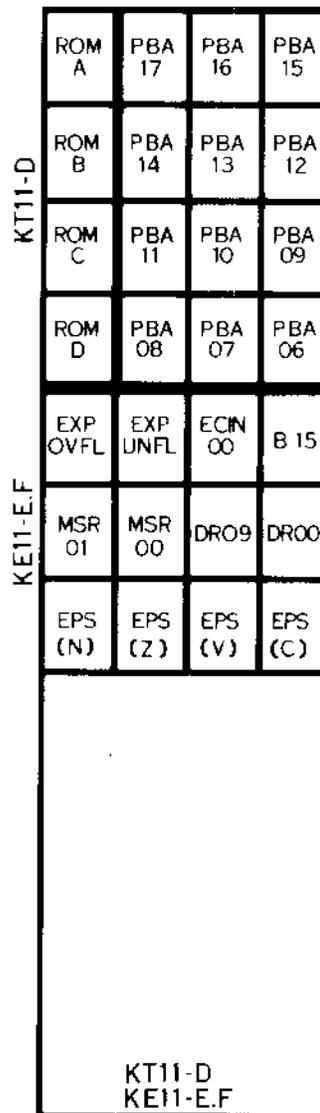 KT11-D
ROM A
PBA 17
PBA 16
PBA 15
ROM B
PBA 14
PBA 13
PBA 12
ROM C
PBA 11
PBA 10
PBA 09
ROM D
PBA 08
PBA 07
PBA 06
KE11-E.F
EXP OVFL
EXP UNFL
ECIN 00
B 15
MSR 01
MSR 00
DR09
DR00
EPS (N)
EPS (Z)
EPS (V)
EPS (C)
KT11-D
KE11-E.F